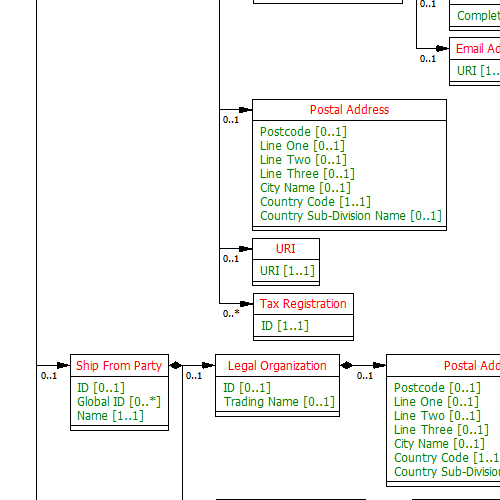 0..1
Complet
0..1
Email Ad
URI [1..
0..1
Postal Address
Postcode [0..1]
Line One [0..1]
Line Two [0..1]
Line Three [0..1]
City Name [0..1]
Country Code [1..1]
Country Sub-Division Name [0..1]
0..1
URI
URI [1..1]
0..*
Tax Registration
ID [1..1]
0..1
Ship From Party
ID [0..1]
Global ID [0..*]
Name [1..1]
0..1
Legal Organization
ID [0..1]
Trading Name [0..1]
0..1
Postal Add
Postcode [0..1]
Line One [0..1]
Line Two [0..1]
Line Three [0..1]
City Name [0..1]
Country Code [1..1
Country Sub-Division